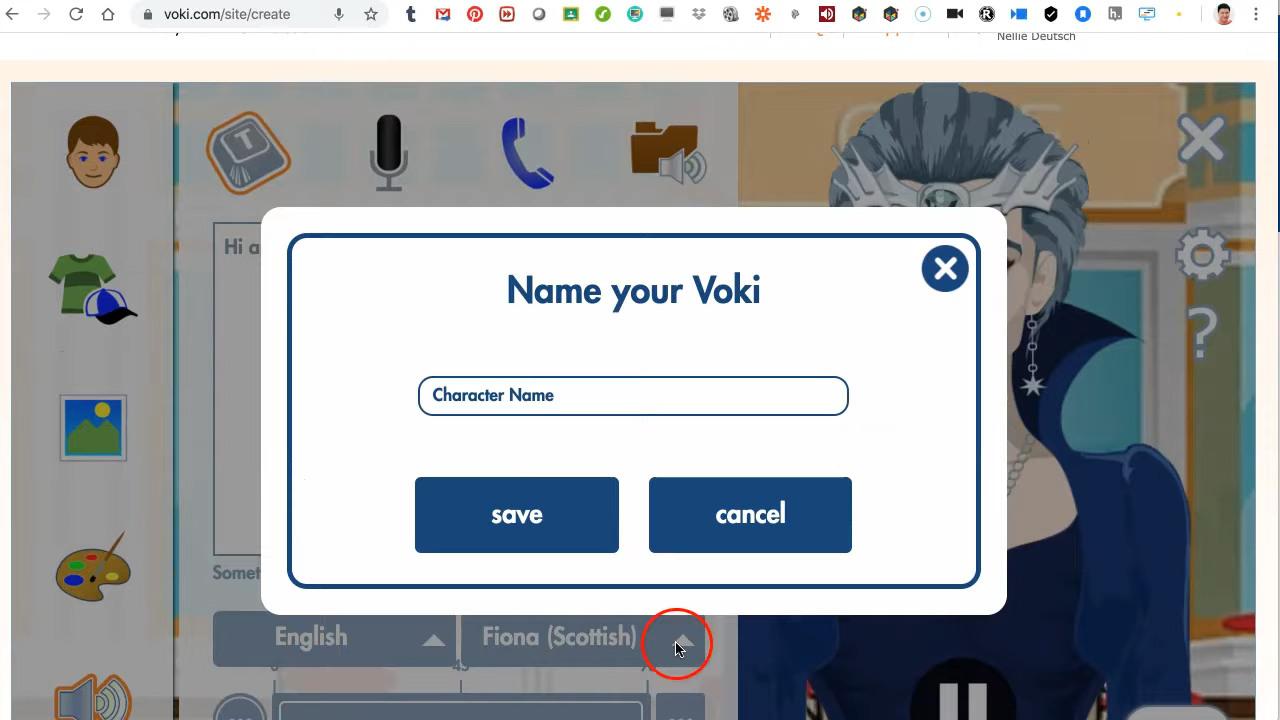 voki.com/site/create
Nellie Deutsch
T
Hi a
Name your Voki
Character Name
save
cancel
Somet
English
Fiona (Scottish)